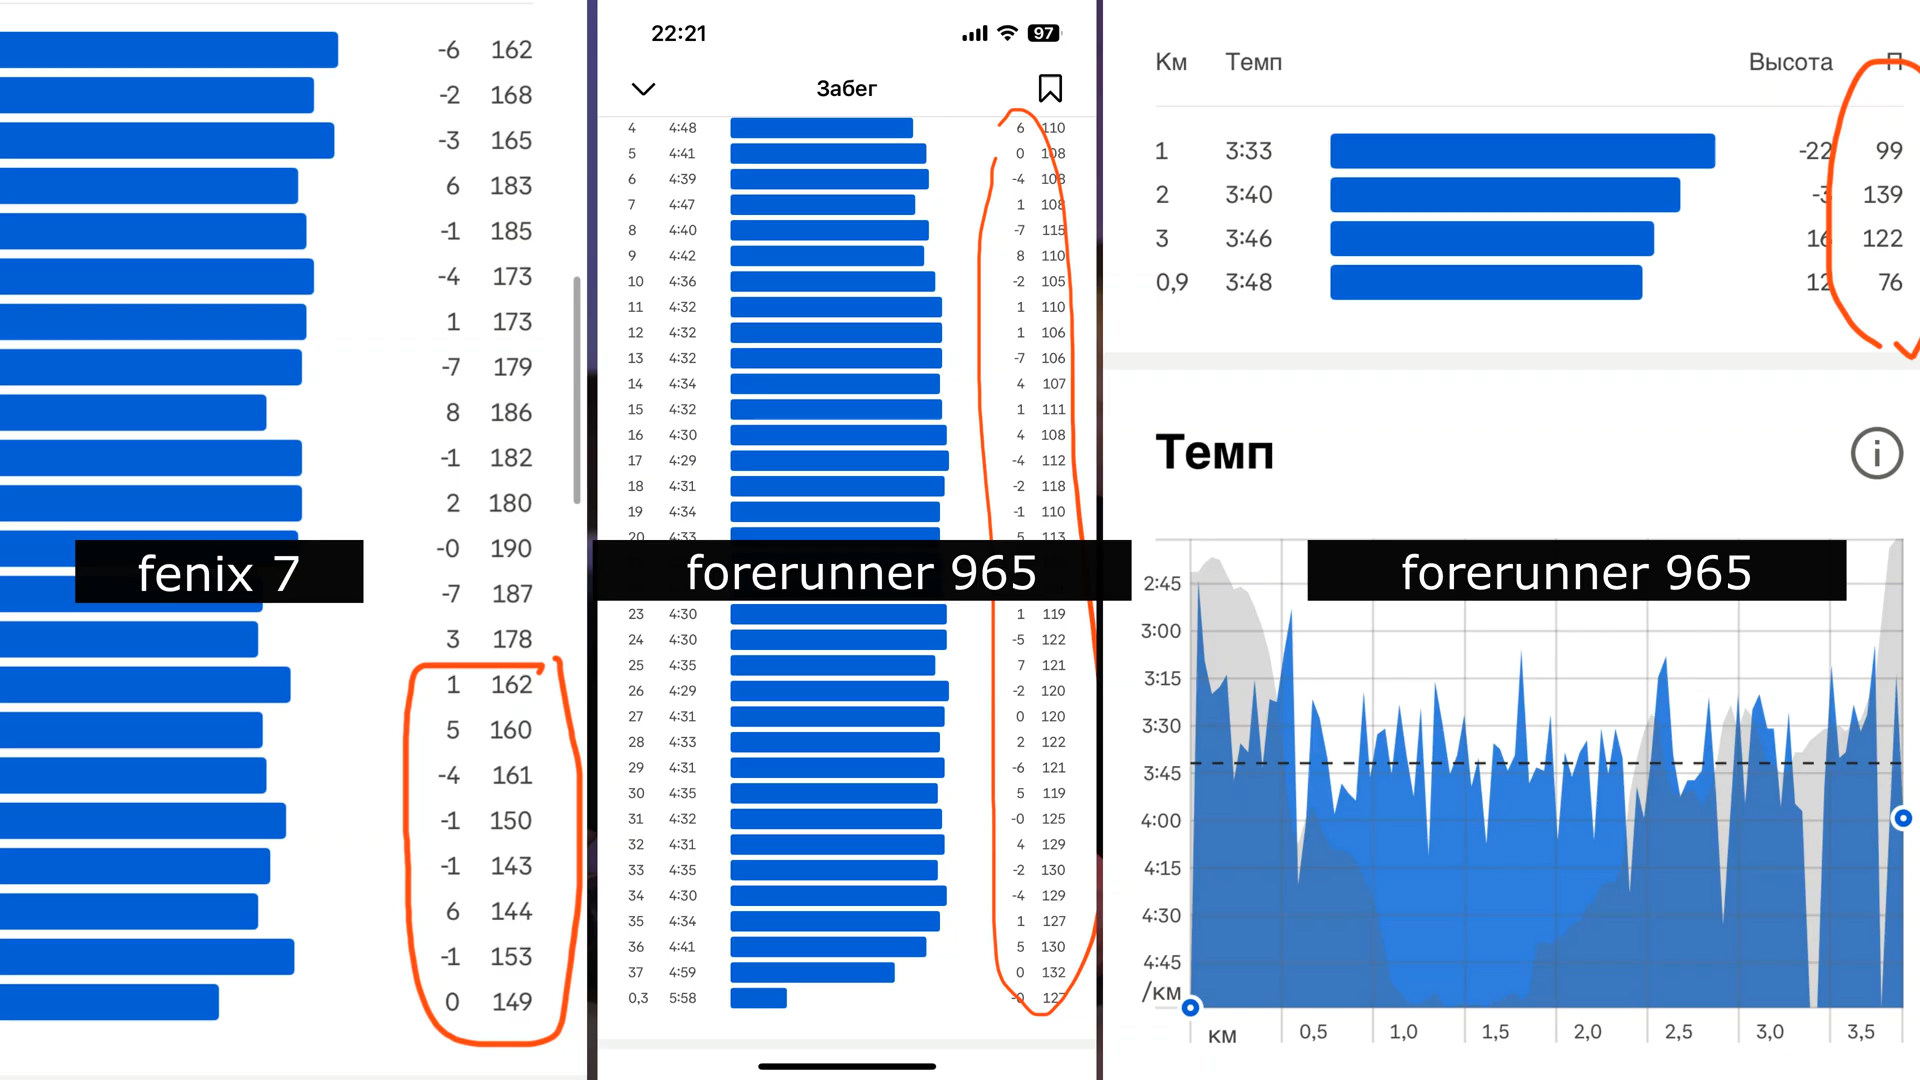 -6 162
-2 168
-3 165
6 183
-1 185
-4 173
1 173
-7 179
8 186
-1 182
2 180
-0 190
-7 187
3 178
1 162
5 160
-4 161
-1 150
-1 143
6 144
-1 153
0 149
fenix 7
22:21 97
Забег
4 4:48 6 110
5 4:41 0 108
6 4:39 -4 108
7 4:47 1 108
8 4:40 -7 115
9 4:42 8 110
10 4:36 -2 105
11 4:32 1 110
12 4:32 1 106
13 4:32 -7 106
14 4:34 4 107
15 4:32 1 111
16 4:30 4 108
17 4:29 -4 112
18 4:31 -2 118
19 4:34 -1 110
20 4:33 5 113
forerunner 965
23 4:30 1 119
24 4:30 -5 122
25 4:35 7 121
26 4:29 -2 120
27 4:31 0 120
28 4:33 2 122
29 4:31 -6 121
30 4:35 5 119
31 4:32 -0 125
32 4:31 4 129
33 4:35 -2 130
34 4:30 -4 129
35 4:34 1 127
36 4:41 5 130
37 4:59 0 132
0,3 5:58 -0 127
Км Темп Высота П
1 3:33 -22 99
2 3:40 -3 139
3 3:46 16 122
0,9 3:48 12 76
Темп
i
forerunner 965
2:45
3:00
3:15
3:30
3:45
4:00
4:15
4:30
4:45
/КМ
КМ 0,5 1,0 1,5 2,0 2,5 3,0 3,5